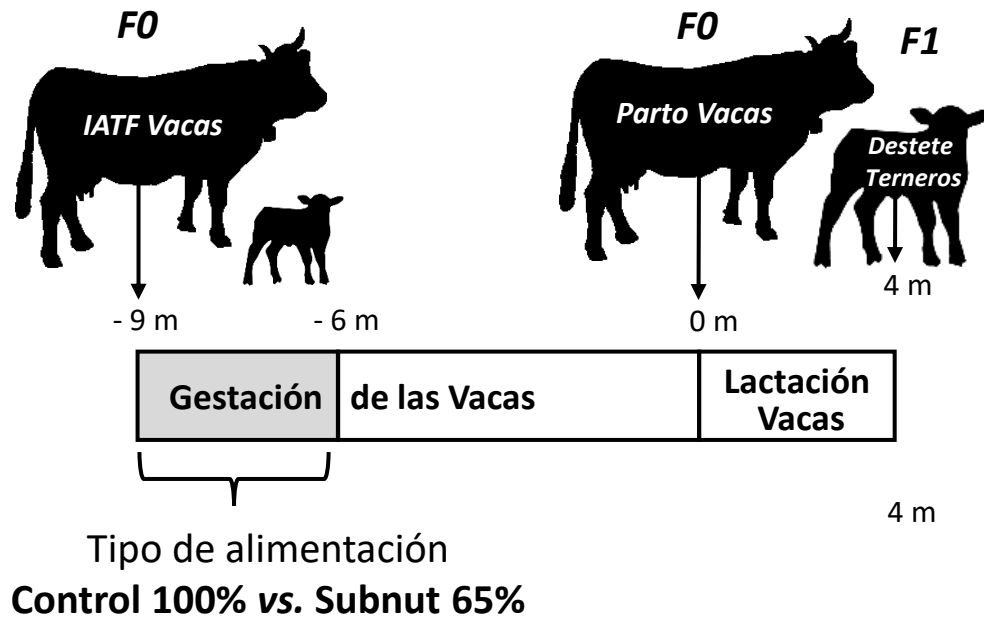 F0
IATF Vacas
F0
Parto Vacas
F1
Destete
Terneros
- 9 m
- 6 m
0 m
4 m
Gestación de las Vacas
Lactación
Vacas
4 m
Tipo de alimentación
Control 100% vs. Subnut 65%